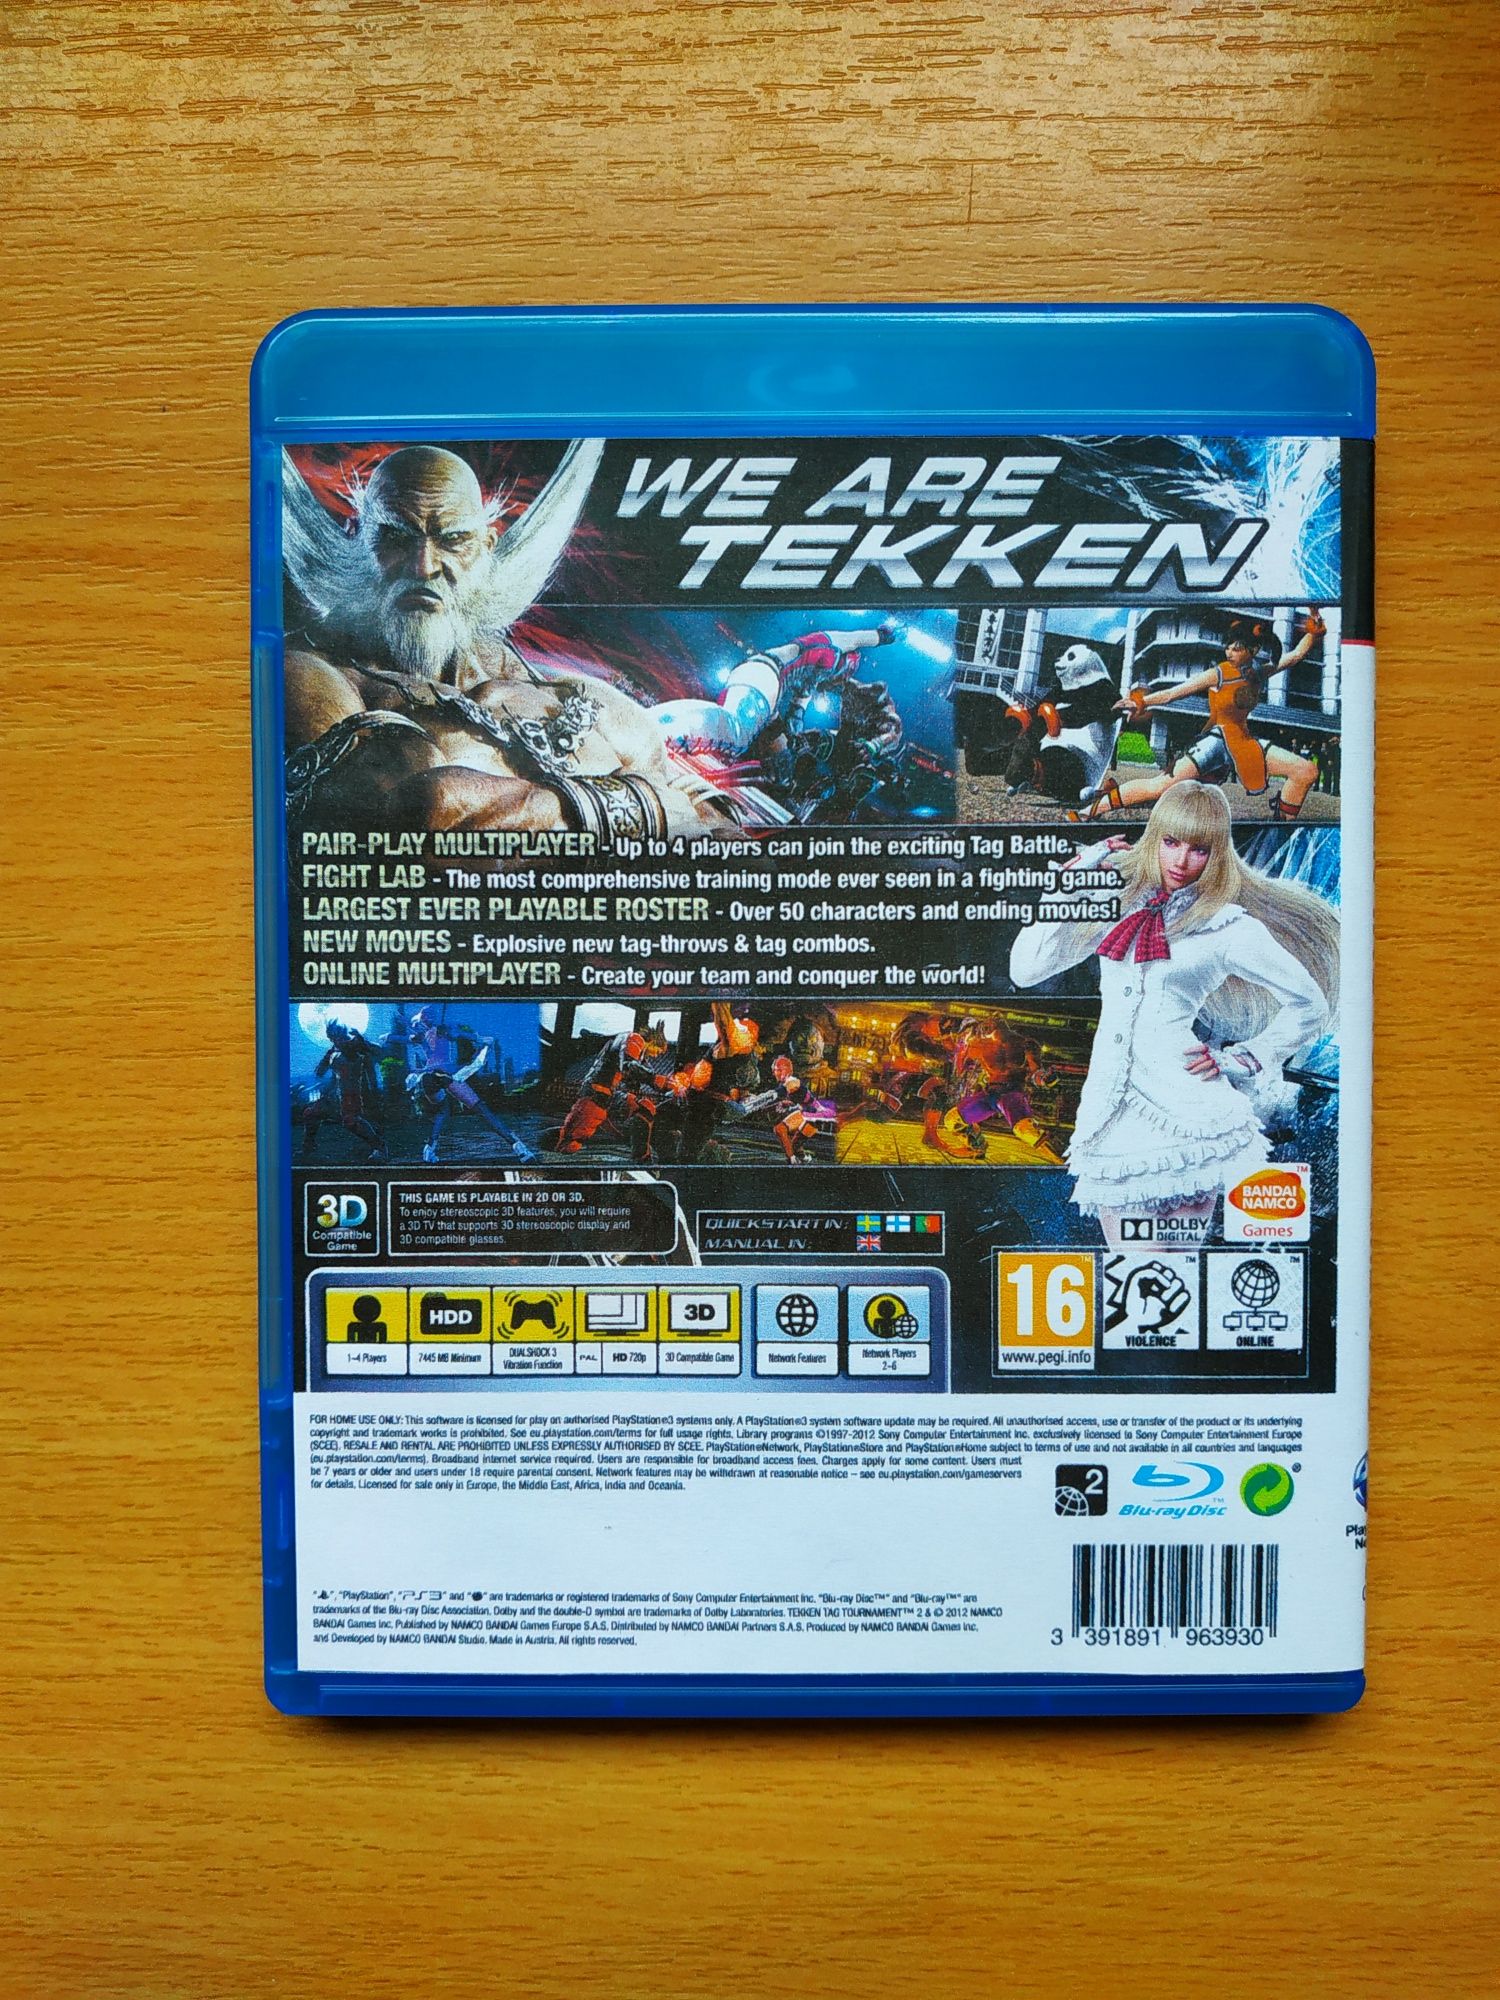 WE ARE
TEKKEN
PAIR-PLAY MULTIPLAYER - Up to 4 players can join the exciting Tag Battle.
FIGHT LAB - The most comprehensive training mode ever seen in a fighting game.
LARGEST EVER PLAYABLE ROSTER - Over 50 characters and ending movies!
NEW MOVES - Explosive new tag-throws & tag combos.
ONLINE MULTIPLAYER - Create your team and conquer the world!
3D
Compatible
Game
THIS GAME IS PLAYABLE IN 2D OR 3D.
To enjoy stereoscopic 3D features, you will require
a 3D TV that supports 3D stereoscopic display and
3D compatible glasses.
QUICKSTART IN:
MANUAL IN:
DOLBY
DIGITAL
BANDAI
NAMCO
Games
HDD
3D
1-4 Players
7445 MB Minimum
DUALSHOCK 3
Vibration Function
PAL
HD 720p
3D Compatible Game
Network Features
Network Players
2-6
16
www.pegi.info
VIOLENCE
ONLINE
FOR HOME USE ONLY: This software is licensed for play on authorised PlayStation®3 systems only. A PlayStation®3 system software update may be required. All unauthorised access, use or transfer of the product or its underlying
copyright and trademark works is prohibited. See eu.playstation.com/terms for full usage rights. Library programs ©1997-2012 Sony Computer Entertainment Inc. exclusively licensed to Sony Computer Entertainment Europe
(SCEE). RESALE AND RENTAL ARE PROHIBITED UNLESS EXPRESSLY AUTHORISED BY SCEE. PlayStation®Network, PlayStation®Store and PlayStation®Home subject to terms of use and not available in all countries and languages
(eu.playstation.com/terms). Broadband internet service required. Users are responsible for broadband access fees. Charges apply for some content. Users must
be 7 years or older and users under 18 require parental consent. Network features may be withdrawn at reasonable notice – see eu.playstation.com/gameservers
for details. Licensed for sale only in Europe, the Middle East, Africa, India and Oceania.
2
Blu-ray Disc
"PlayStation", "PS3" and " " are trademarks or registered trademarks of Sony Computer Entertainment Inc. "Blu-ray Disc™" and "Blu-ray™" are
trademarks of the Blu-ray Disc Association. Dolby and the double-D symbol are trademarks of Dolby Laboratories. TEKKEN TAG TOURNAMENT™ 2 & © 2012 NAMCO
BANDAI Games Inc. Published by NAMCO BANDAI Games Europe S.A.S. Distributed by NAMCO BANDAI Partners S.A.S. Produced by NAMCO BANDAI Games Inc.
and Developed by NAMCO BANDAI Studio. Made in Austria. All rights reserved.
3 391891 963930